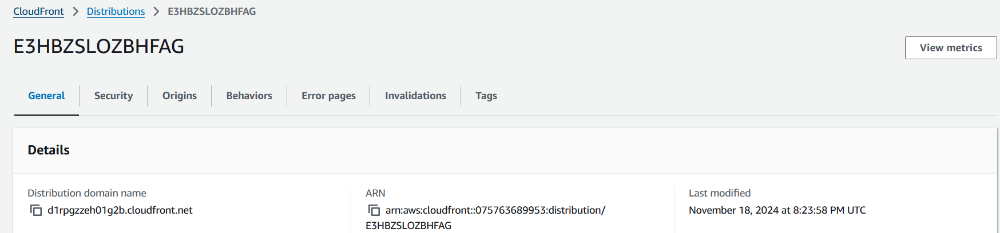 CloudFront > Distributions > E3HBZSLOZBHFAG
E3HBZSLOZBHFAG
View metrics
General
Security
Origins
Behaviors
Error pages
Invalidations
Tags
Details
Distribution domain name
d1rpgzzeh01g2b.cloudfront.net
ARN
arn:aws:cloudfront::075763689953:distribution/
E3HBZSLOZBHFAG
Last modified
November 18, 2024 at 8:23:58 PM UTC